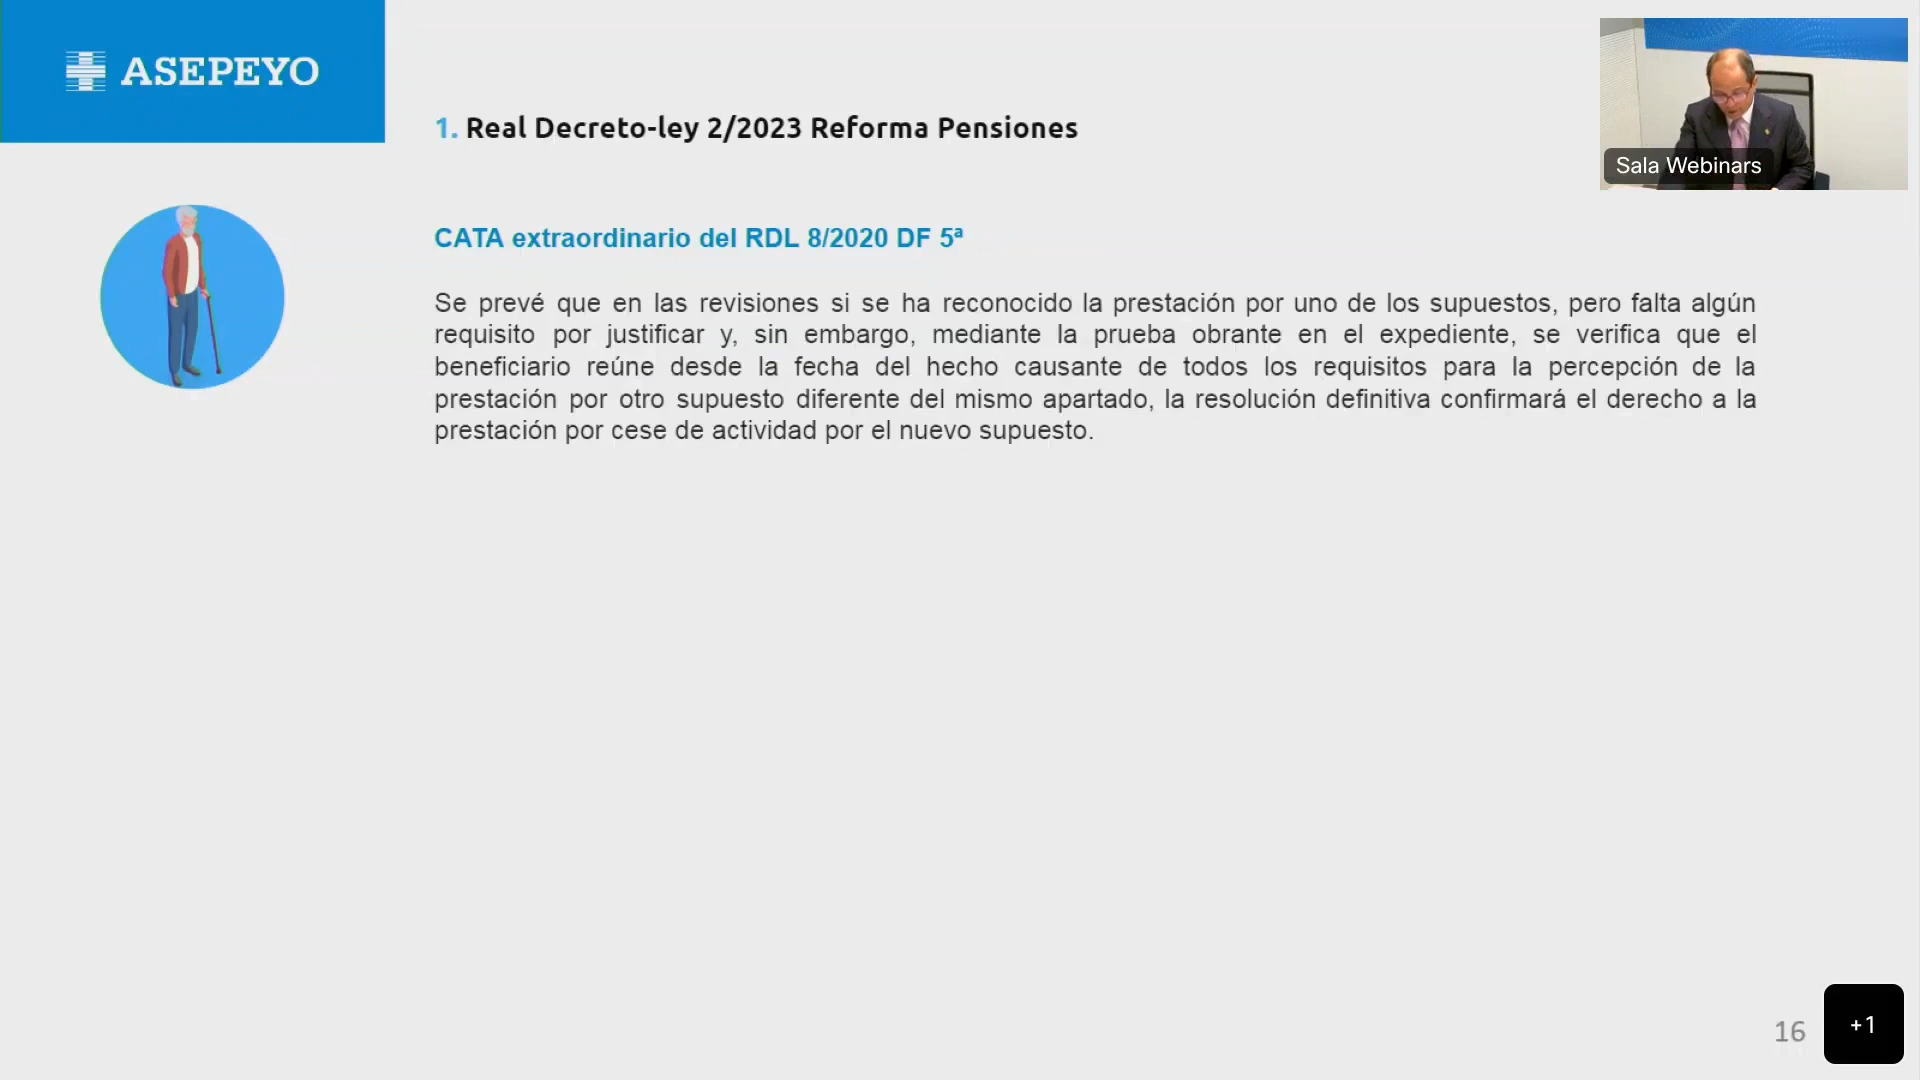 ASEPEYO
1. Real Decreto-ley 2/2023 Reforma Pensiones
Sala Webinars
CATA extraordinario del RDL 8/2020 DF 5ª
Se prevé que en las revisiones si se ha reconocido la prestación por uno de los supuestos, pero falta algún
requisito por justificar y, sin embargo, mediante la prueba obrante en el expediente, se verifica que el
beneficiario reúne desde la fecha del hecho causante de todos los requisitos para la percepción de la
prestación por otro supuesto diferente del mismo apartado, la resolución definitiva confirmará el derecho a la
prestación por cese de actividad por el nuevo supuesto.
16
+1